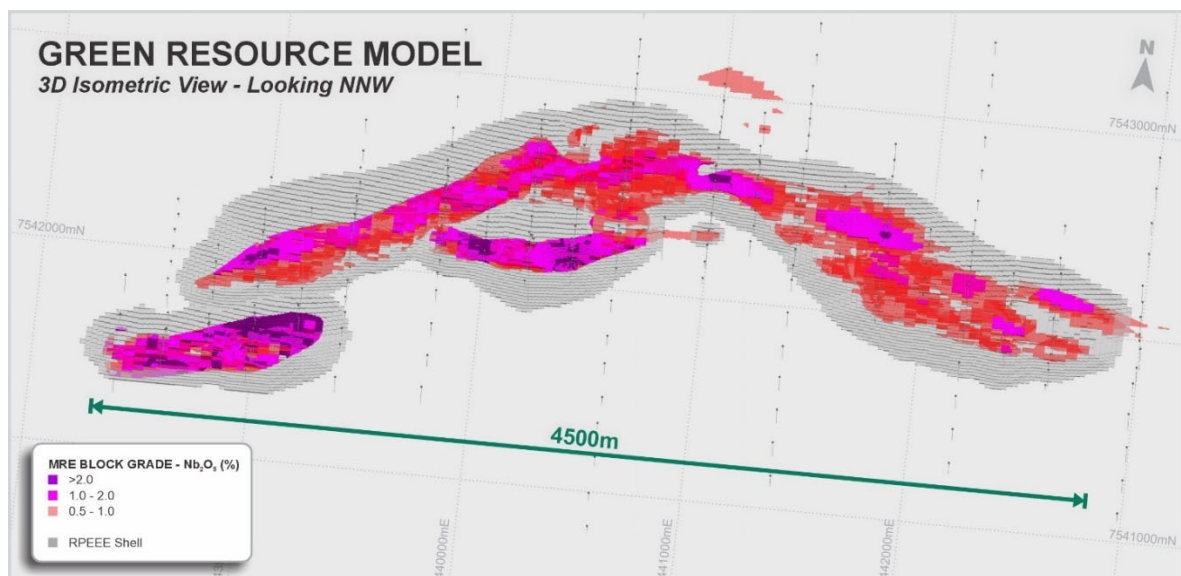 GREEN RESOURCE MODEL
3D Isometric View - Looking NNW
N
7543000mN
7542000mN
4500m
MRE BLOCK GRADE - Nb₂O₅ (%)
>2.0
1.0 - 2.0
0.5 - 1.0
RPEEE Shell
440000mE
441000mE
442000mE
7541000mN